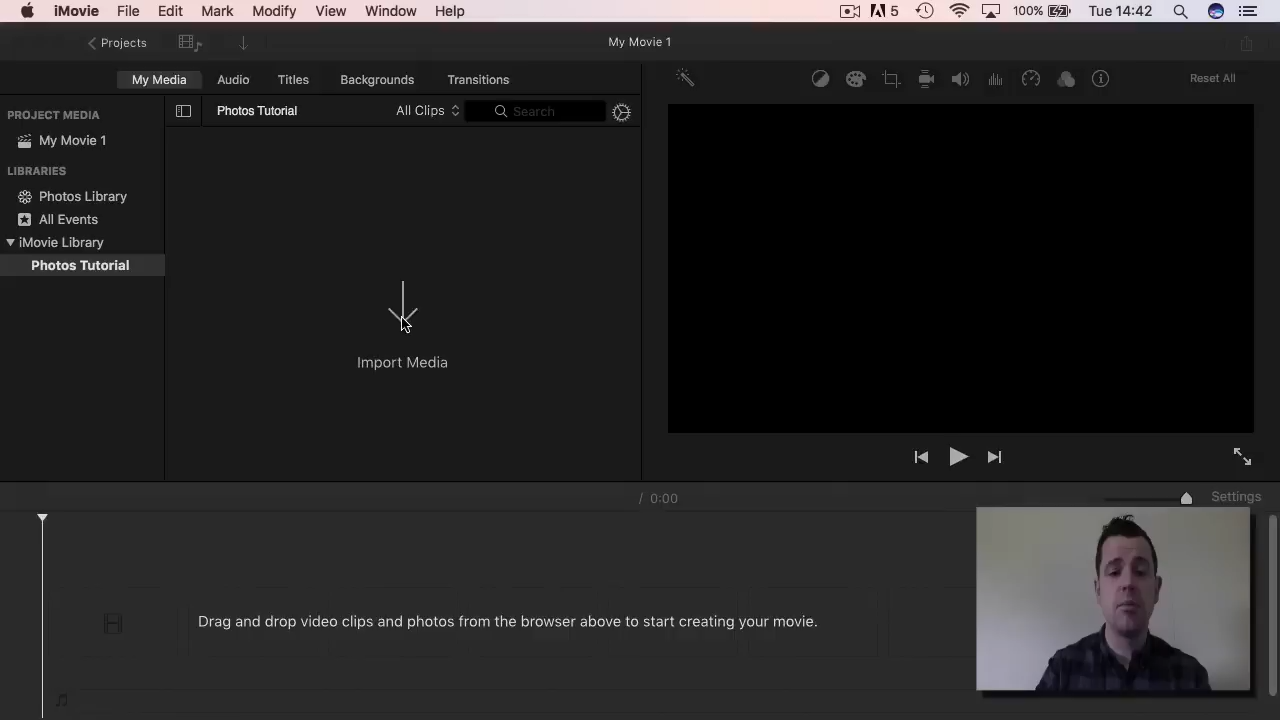 iMovie File Edit Mark Modify View Window Help 5 100% Tue 14:42
Projects My Movie 1
My Media Audio Titles Backgrounds Transitions Reset All
PROJECT MEDIA
My Movie 1
LIBRARIES
Photos Library
All Events
iMovie Library
Photos Tutorial
Photos Tutorial All Clips Search
Import Media
/ 0:00 Settings
Drag and drop video clips and photos from the browser above to start creating your movie.